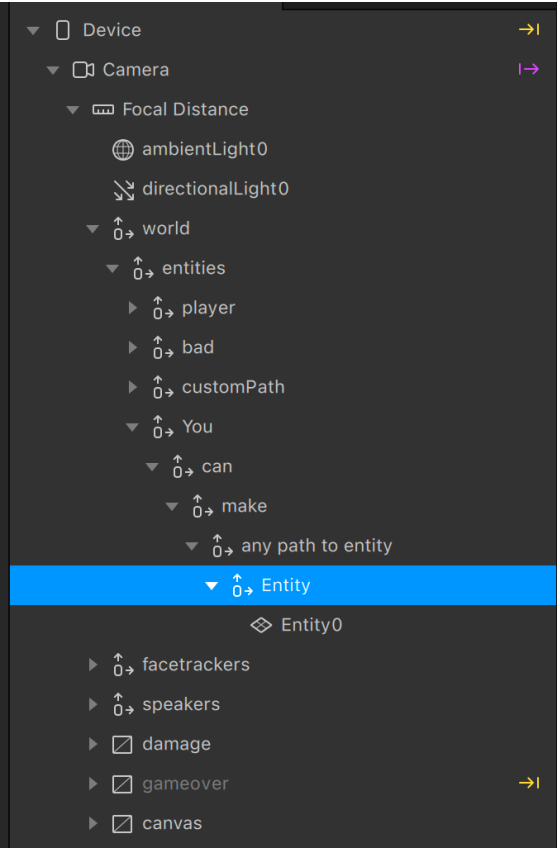 Device
Camera
Focal Distance
ambientLight0
directionalLight0
world
entities
player
bad
customPath
You
can
make
any path to entity
Entity
Entity0
facetrackers
speakers
damage
gameover
canvas